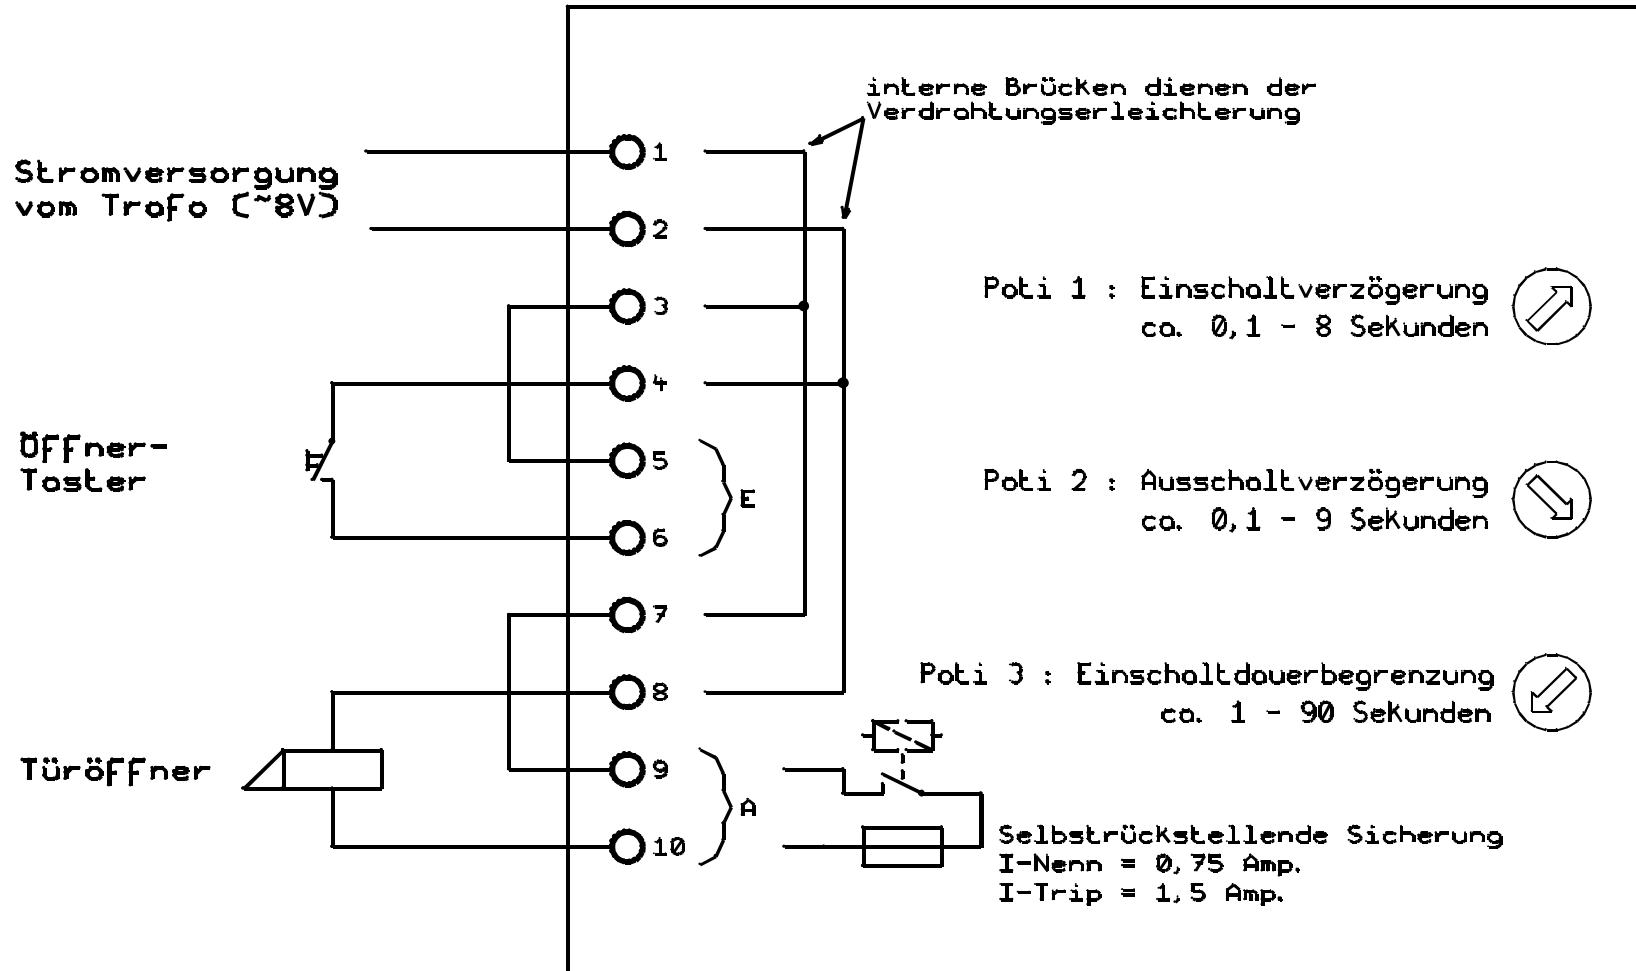 interne Brücken dienen der
Verdrahtungserleichterung
Stromversorgung
vom Trafo (~8V)
1
2
3
4
5
6
7
8
9
10
E
A
Öffner-
Taster
Türöffner
Poti 1 : Einschaltverzögerung
ca. 0,1 - 8 Sekunden
Poti 2 : Ausschaltverzögerung
ca. 0,1 - 9 Sekunden
Poti 3 : Einschaltdauerbegrenzung
ca. 1 - 90 Sekunden
Selbstrückstellende Sicherung
I-Nenn = 0,75 Amp.
I-Trip = 1,5 Amp.